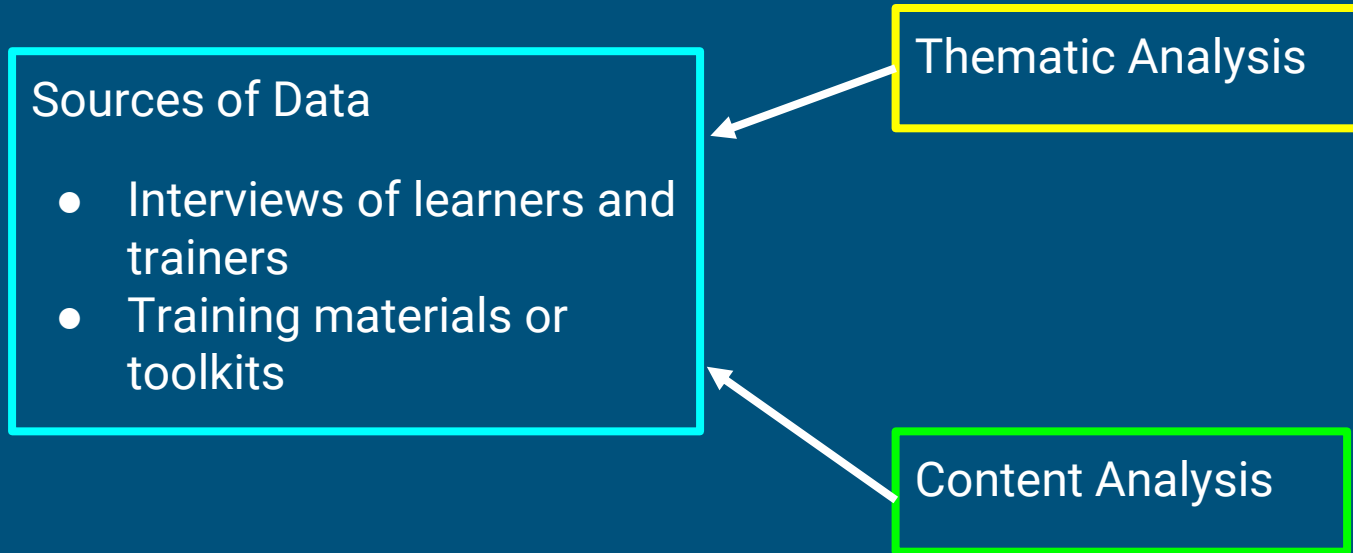 Sources of Data
● Interviews of learners and
trainers
● Training materials or
toolkits
Thematic Analysis
Content Analysis